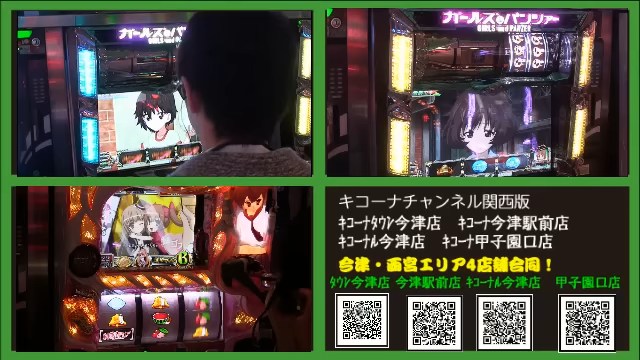 ガールズ&パンツァー
GIRLS und PANZER
ガールズ&パンツァー
GIRLS und PANZER
キコーナチャンネル関西版
ｷｺｰﾅﾀｳﾝ今津店 ｷｺｰﾅ今津駅前店
ｷｺｰﾅﾙ今津店 ｷｺｰﾅ甲子園口店
今津・西宮エリア4店舗合同！
ﾀｳﾝ今津店 今津駅前店 ｷｺｰﾅﾙ今津店 甲子園口店